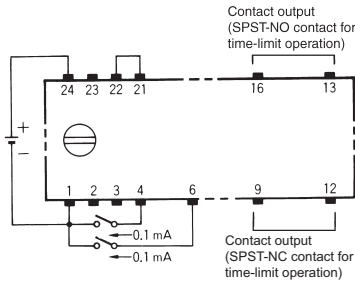 Contact output
(SPST-NO contact for
time-limit operation)
24 23 22 21 16 13
+
−
1 2 3 4 6 9 12
0.1 mA
0.1 mA
Contact output
(SPST-NC contact for
time-limit operation)